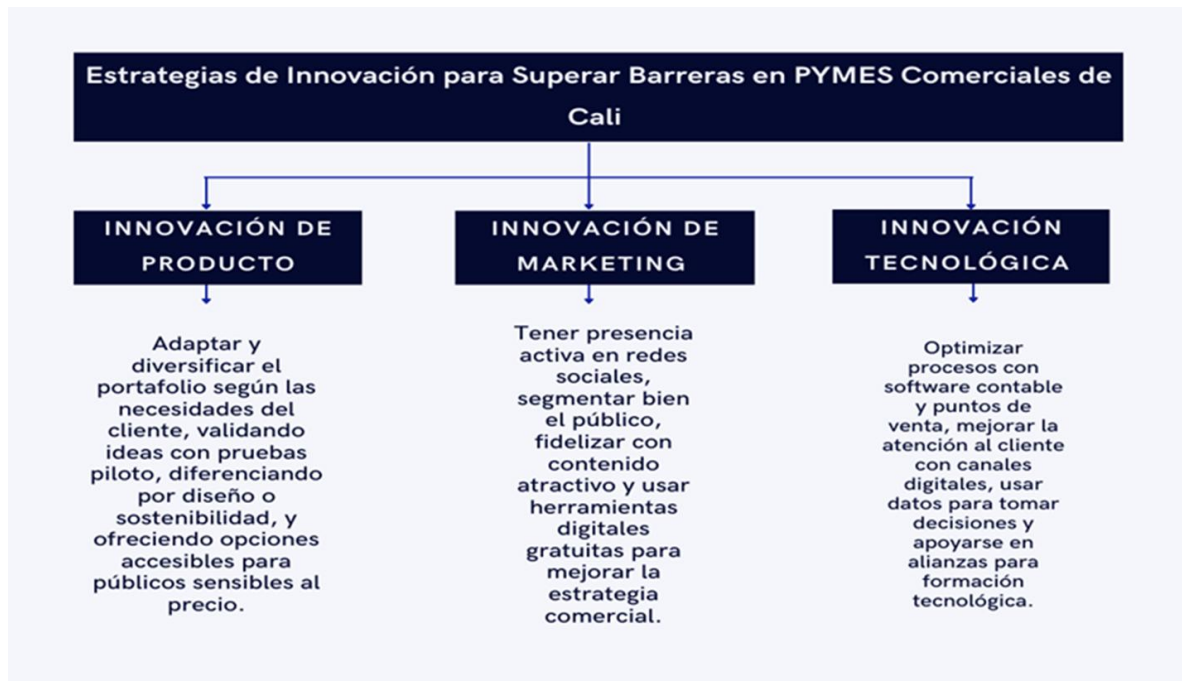 Estrategias de Innovación para Superar Barreras en PYMES Comerciales de
Cali
INNOVACIÓN DE
PRODUCTO
Adaptar y
diversificar el
portafolio según las
necesidades del
cliente, validando
ideas con pruebas
piloto, diferenciando
por diseño o
sostenibilidad, y
ofreciendo opciones
accesibles para
públicos sensibles al
precio.
INNOVACIÓN DE
MARKETING
Tener presencia
activa en redes
sociales,
segmentar bien
el público,
fidelizar con
contenido
atractivo y usar
herramientas
digitales
gratuitas para
mejorar la
estrategia
comercial.
INNOVACIÓN
TECNOLÓGICA
Optimizar
procesos con
software contable
y puntos de
venta, mejorar la
atención al cliente
con canales
digitales, usar
datos para tomar
decisiones y
apoyarse en
alianzas para
formación
tecnológica.